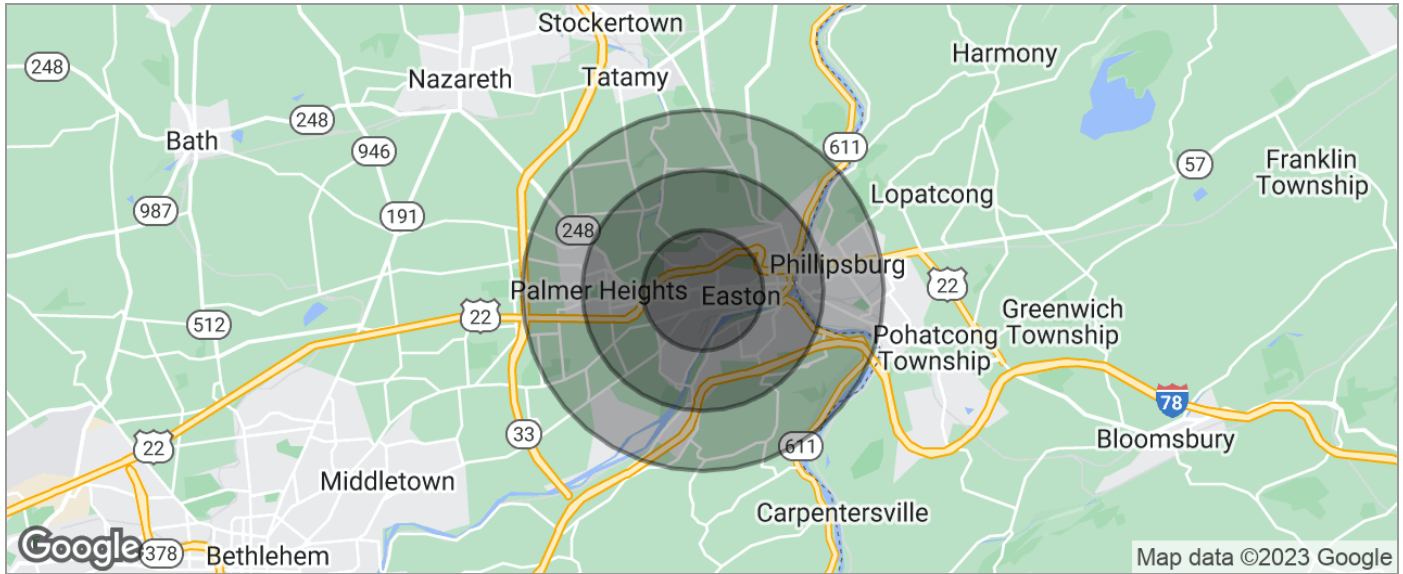 Stockertown
Harmony
248
Nazareth
Tatamy
248
Bath
611
946
57
Franklin
Township
Lopatcong
987
191
248
Phillipsburg
Palmer Heights
Easton
22
22
Greenwich
Township
512
Pohatcong
Township
78
33
Bloomsbury
22
611
Middletown
Carpentersville
Google
378
Bethlehem
Map data ©2023 Google